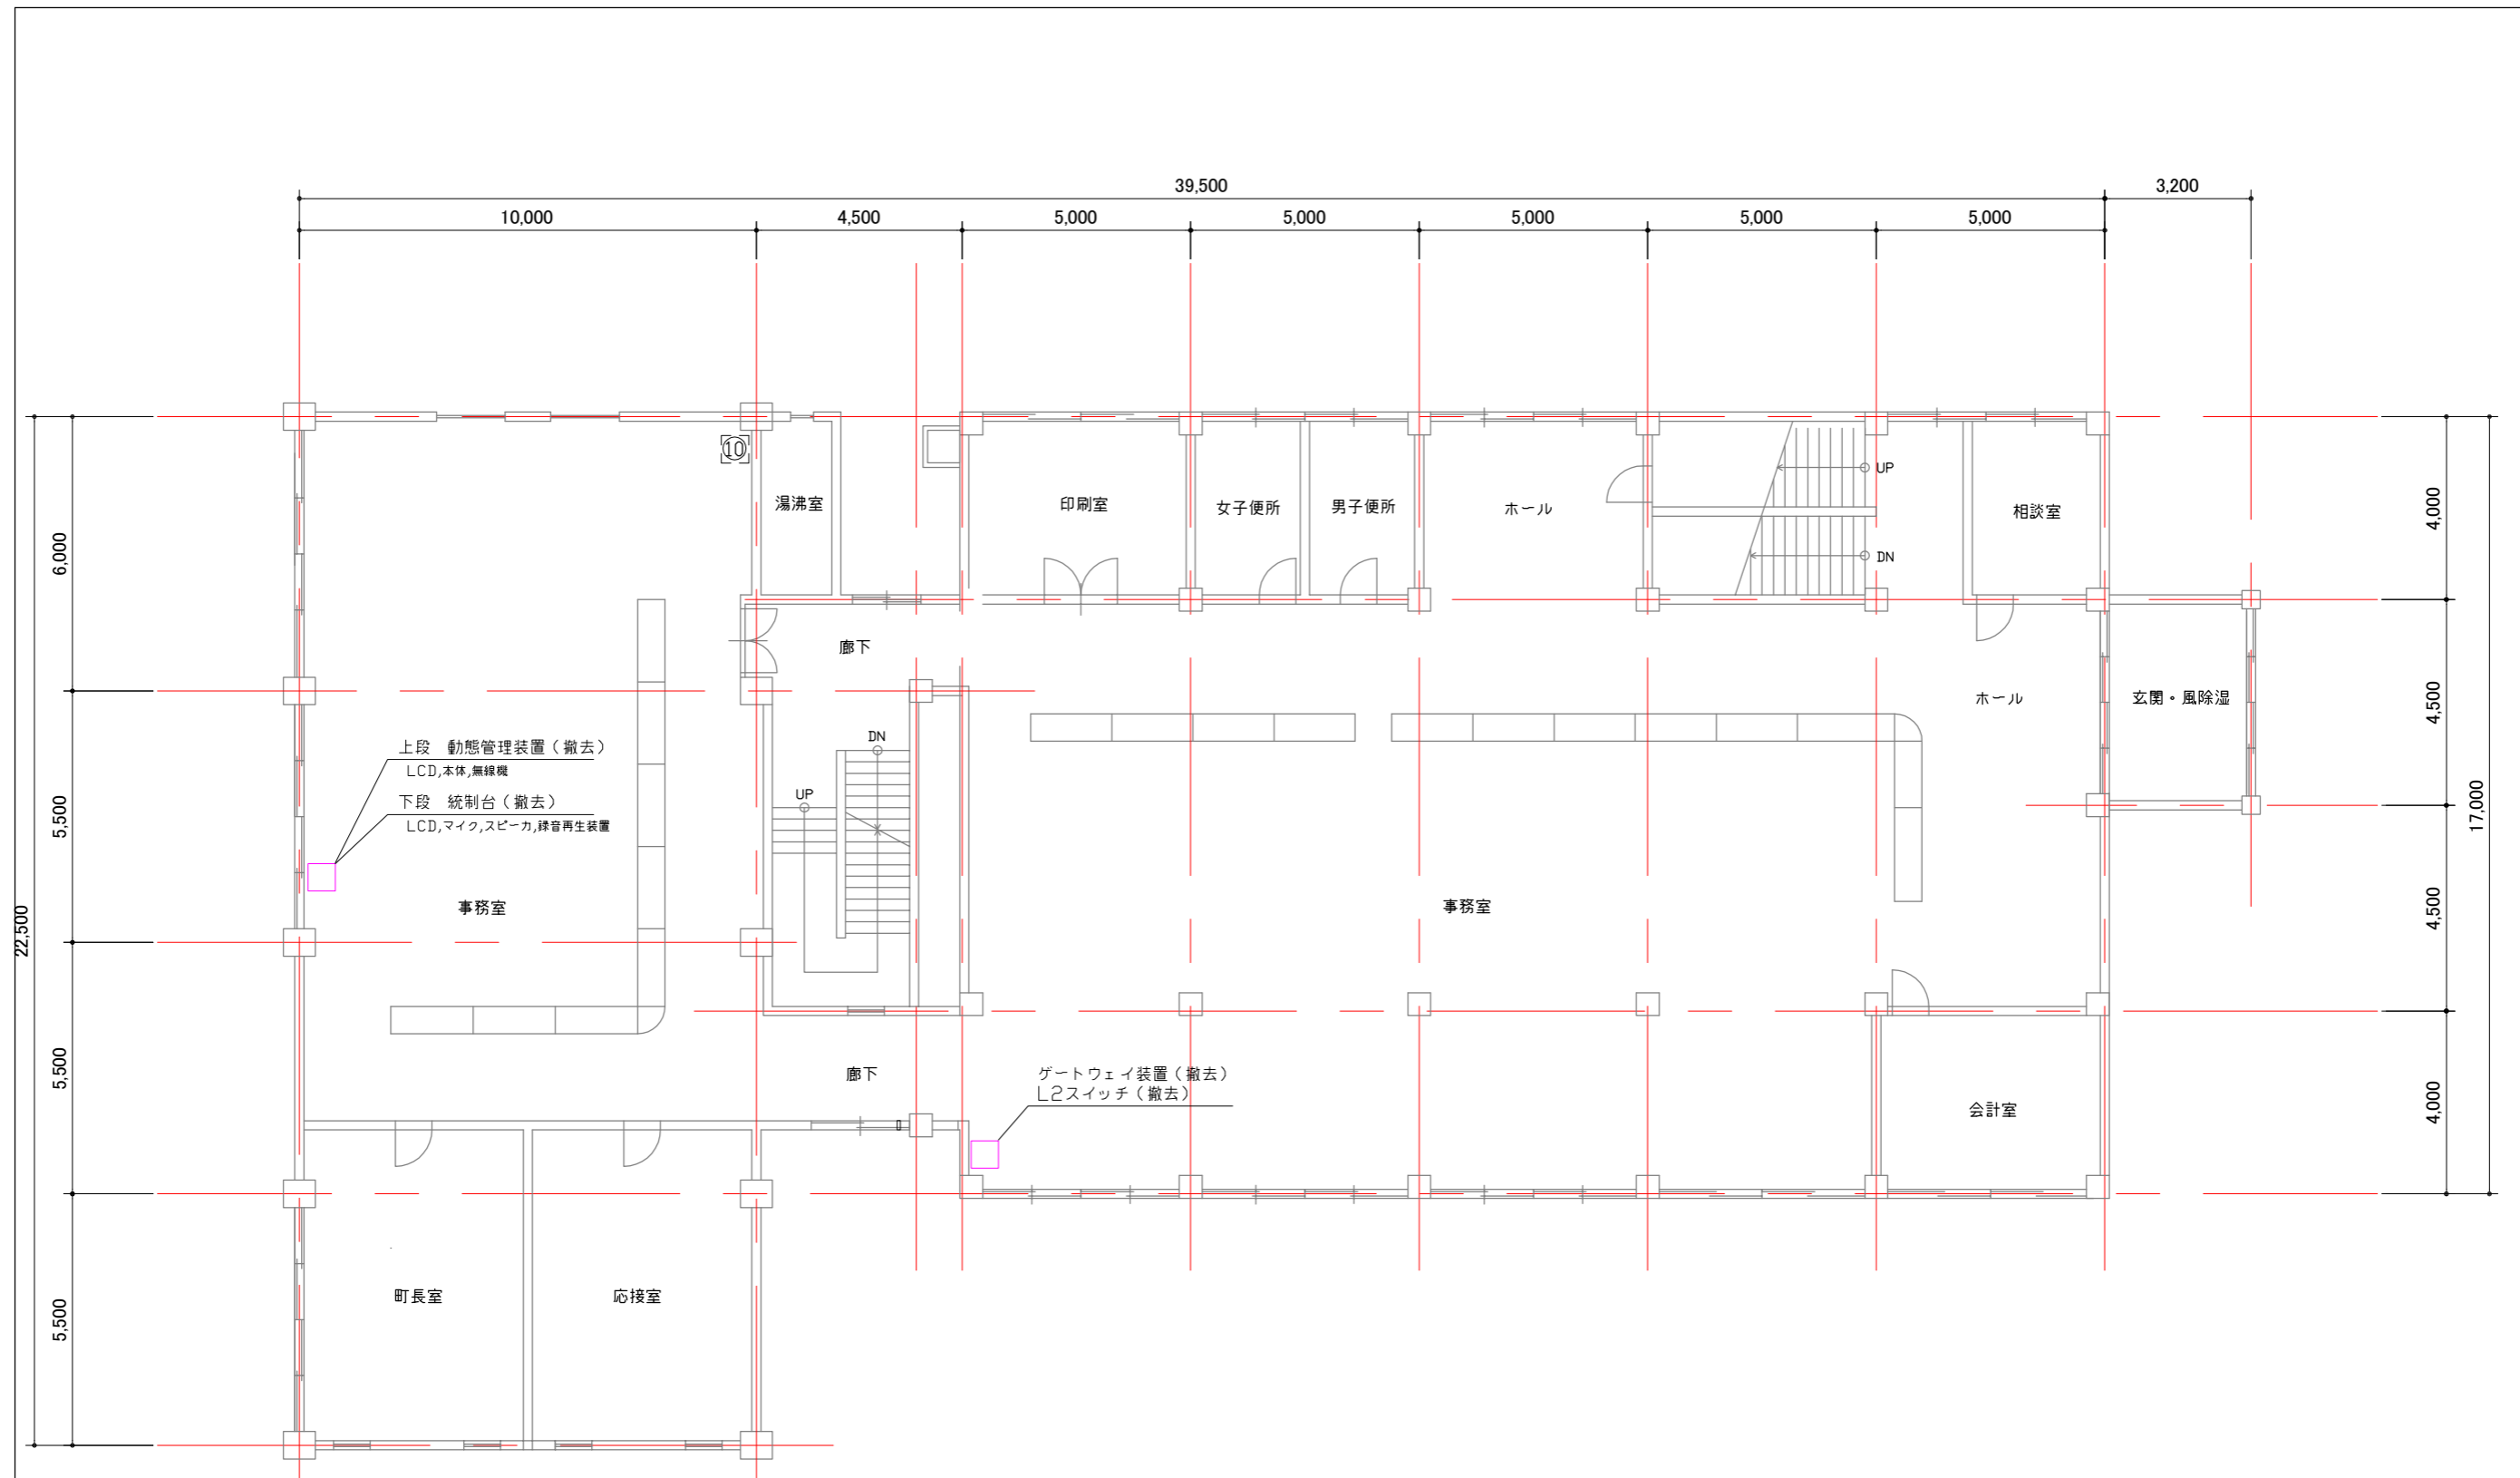 39,500
3,200
10,000
4,500
5,000
5,000
5,000
5,000
5,000
10
湯沸室
印刷室
女子便所
男子便所
ホール
UP
DN
相談室
6,000
4,000
廊下
ホール
玄関・風除湿
4,500
上段 動態管理装置(撤去)
LCD,本体,無線機
下段 統制台(撤去)
LCD,マイク,スピーカ,録音再生装置
DN
UP
5,500
17,000
22,500
事務室
事務室
4,500
5,500
廊下
ゲートウェイ装置(撤去)
L2スイッチ(撤去)
会計室
4,000
町長室
応接室
5,500